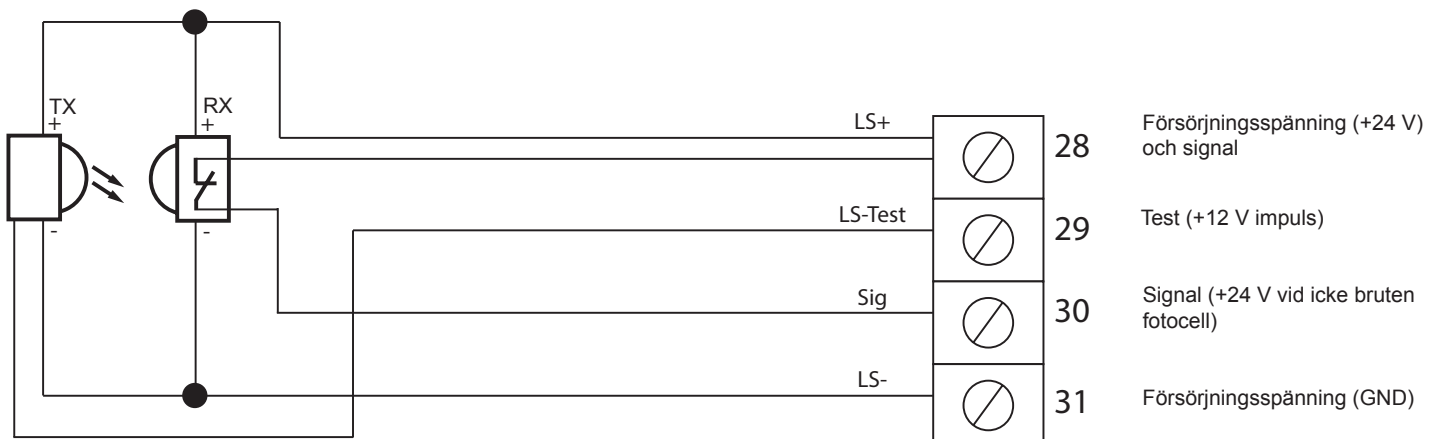 TX
+
-
RX
+
-
LS+
28
Försörjningsspänning (+24 V)
och signal
LS-Test
29
Test (+12 V impuls)
Sig
30
Signal (+24 V vid icke bruten
fotocell)
LS-
31
Försörjningsspänning (GND)